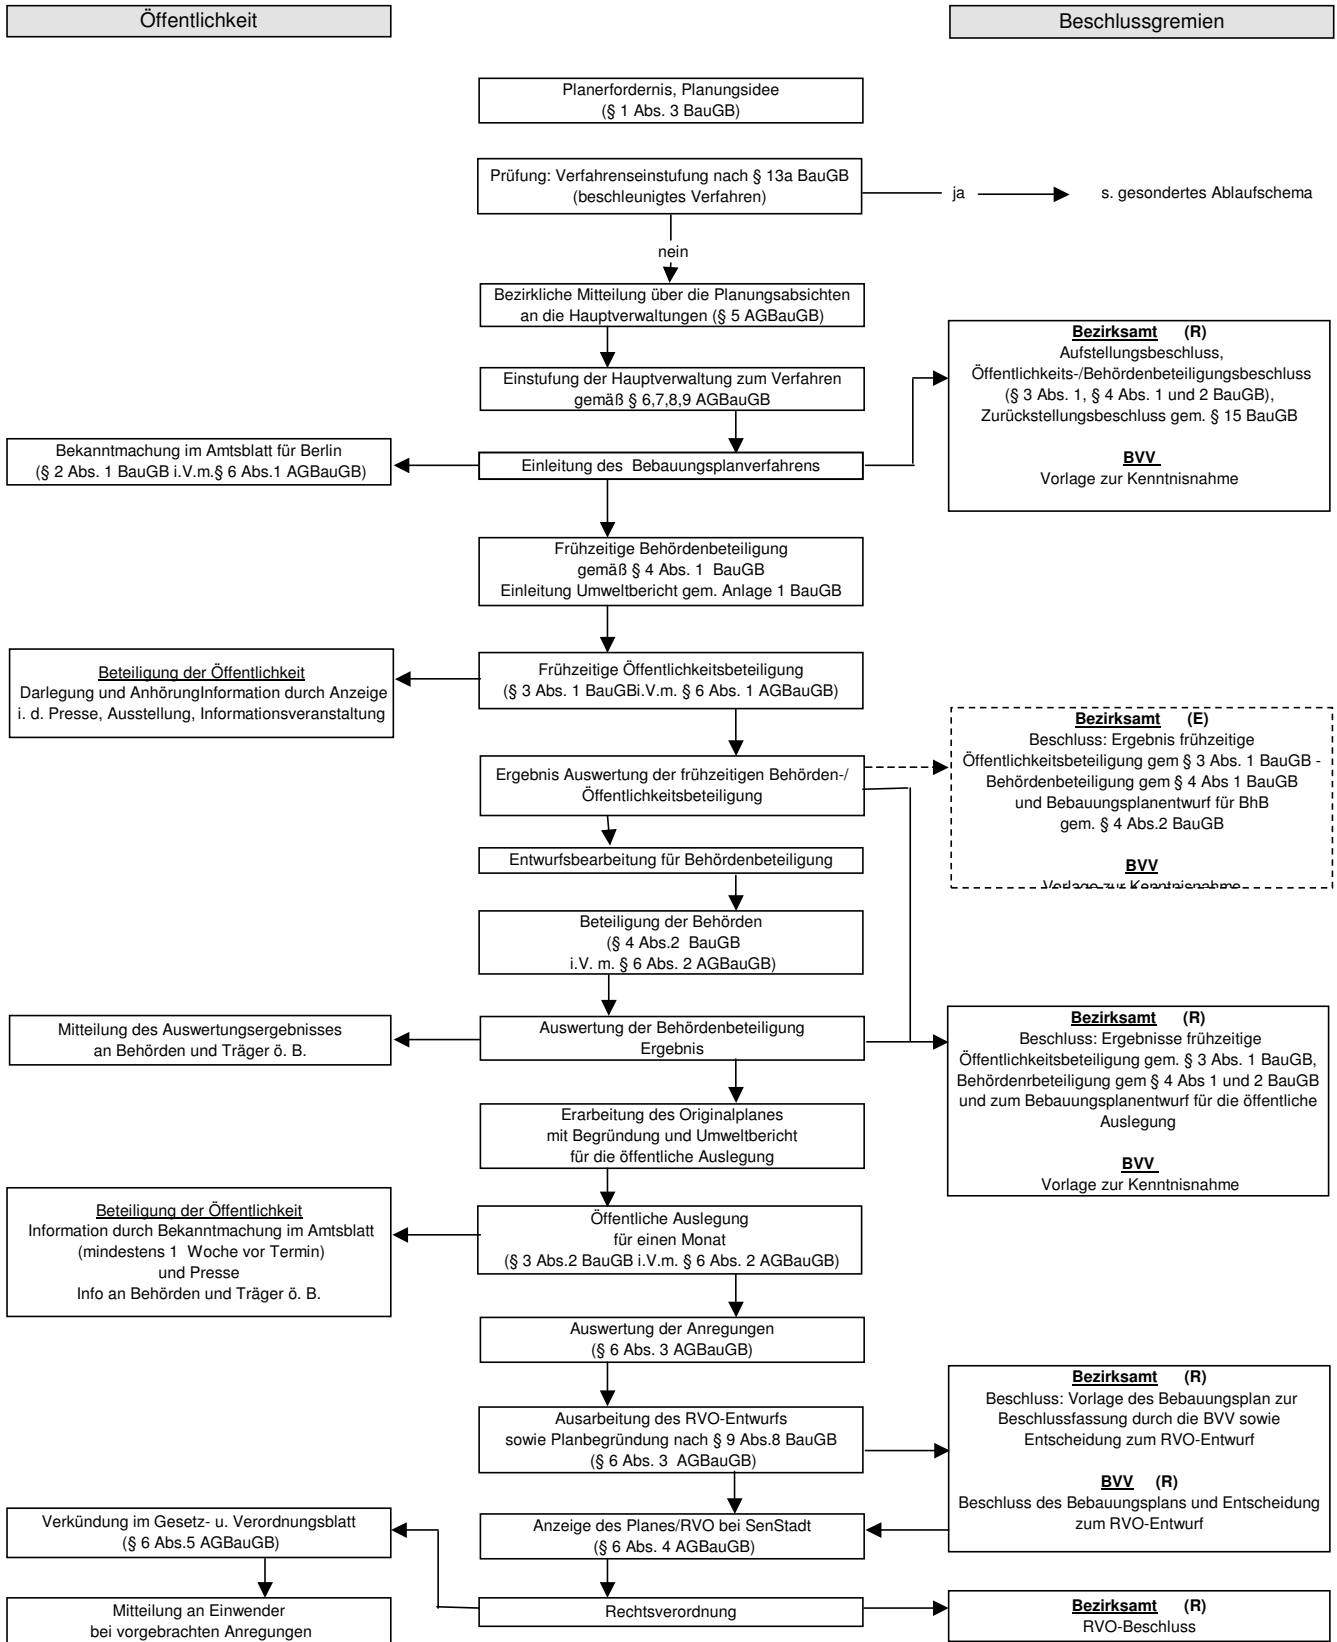 Öffentlichkeit
Beschlussgremien
Planerfordernis, Planungsidee
(§ 1 Abs. 3 BauGB)
Prüfung: Verfahrenseinstufung nach § 13a BauGB
(beschleunigtes Verfahren)
ja
s. gesondertes Ablaufschema
nein
Bezirkliche Mitteilung über die Planungsabsichten
an die Hauptverwaltungen (§ 5 AGBauGB)
Einstufung der Hauptverwaltung zum Verfahren
gemäß § 6,7,8,9 AGBauGB
Bezirksamt (R)
Aufstellungsbeschluss,
Öffentlichkeits-/Behördenbeteiligungsbeschluss
(§ 3 Abs. 1, § 4 Abs. 1 und 2 BauGB),
Zurückstellungsbeschluss gem. § 15 BauGB
BVV
Vorlage zur Kenntnisnahme
Bekanntmachung im Amtsblatt für Berlin
(§ 2 Abs. 1 BauGB i.V.m.§ 6 Abs.1 AGBauGB)
Einleitung des Bebauungsplanverfahrens
Frühzeitige Behördenbeteiligung
gemäß § 4 Abs. 1 BauGB
Einleitung Umweltbericht gem. Anlage 1 BauGB
Beteiligung der Öffentlichkeit
Darlegung und AnhörungInformation durch Anzeige
i. d. Presse, Ausstellung, Informationsveranstaltung
Frühzeitige Öffentlichkeitsbeteiligung
(§ 3 Abs. 1 BauGBi.V.m. § 6 Abs. 1 AGBauGB)
Bezirksamt (E)
Beschluss: Ergebnis frühzeitige
Öffentlichkeitsbeteiligung gem § 3 Abs. 1 BauGB -
Behördenbeteiligung gem § 4 Abs 1 BauGB
und Bebauungsplanentwurf für BhB
gem. § 4 Abs.2 BauGB
BVV
Vorlage zur Kenntnisnahme
Ergebnis Auswertung der frühzeitigen Behörden-/
Öffentlichkeitsbeteiligung
Entwurfsbearbeitung für Behördenbeteiligung
Beteiligung der Behörden
(§ 4 Abs.2 BauGB
i.V. m. § 6 Abs. 2 AGBauGB)
Mitteilung des Auswertungsergebnisses
an Behörden und Träger ö. B.
Auswertung der Behördenbeteiligung
Ergebnis
Bezirksamt (R)
Beschluss: Ergebnisse frühzeitige
Öffentlichkeitsbeteiligung gem. § 3 Abs. 1 BauGB,
Behördenrbeteiligung gem § 4 Abs 1 und 2 BauGB
und zum Bebauungsplanentwurf für die öffentliche
Auslegung
BVV
Vorlage zur Kenntnisnahme
Erarbeitung des Originalplanes
mit Begründung und Umweltbericht
für die öffentliche Auslegung
Beteiligung der Öffentlichkeit
Information durch Bekanntmachung im Amtsblatt
(mindestens 1 Woche vor Termin)
und Presse
Info an Behörden und Träger ö. B.
Öffentliche Auslegung
für einen Monat
(§ 3 Abs.2 BauGB i.V.m. § 6 Abs. 2 AGBauGB)
Auswertung der Anregungen
(§ 6 Abs. 3 AGBauGB)
Ausarbeitung des RVO-Entwurfs
sowie Planbegründung nach § 9 Abs.8 BauGB
(§ 6 Abs. 3 AGBauGB)
Bezirksamt (R)
Beschluss: Vorlage des Bebauungsplan zur
Beschlussfassung durch die BVV sowie
Entscheidung zum RVO-Entwurf
BVV (R)
Beschluss des Bebauungsplans und Entscheidung
zum RVO-Entwurf
Verkündung im Gesetz- u. Verordnungsblatt
(§ 6 Abs.5 AGBauGB)
Anzeige des Planes/RVO bei SenStadt
(§ 6 Abs. 4 AGBauGB)
Mitteilung an Einwender
bei vorgebrachten Anregungen
Rechtsverordnung
Bezirksamt (R)
RVO-Beschluss